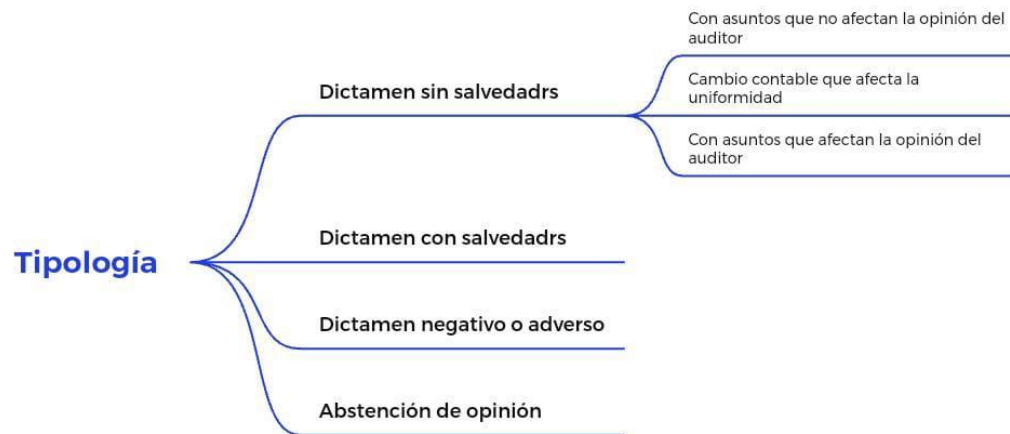 Con asuntos que no afectan la opinión del
auditor
Dictamen sin salvedadrs
Cambio contable que afecta la
uniformidad
Con asuntos que afectan la opinión del
auditor
Tipología
Dictamen con salvedadrs
Dictamen negativo o adverso
Abstención de opinión